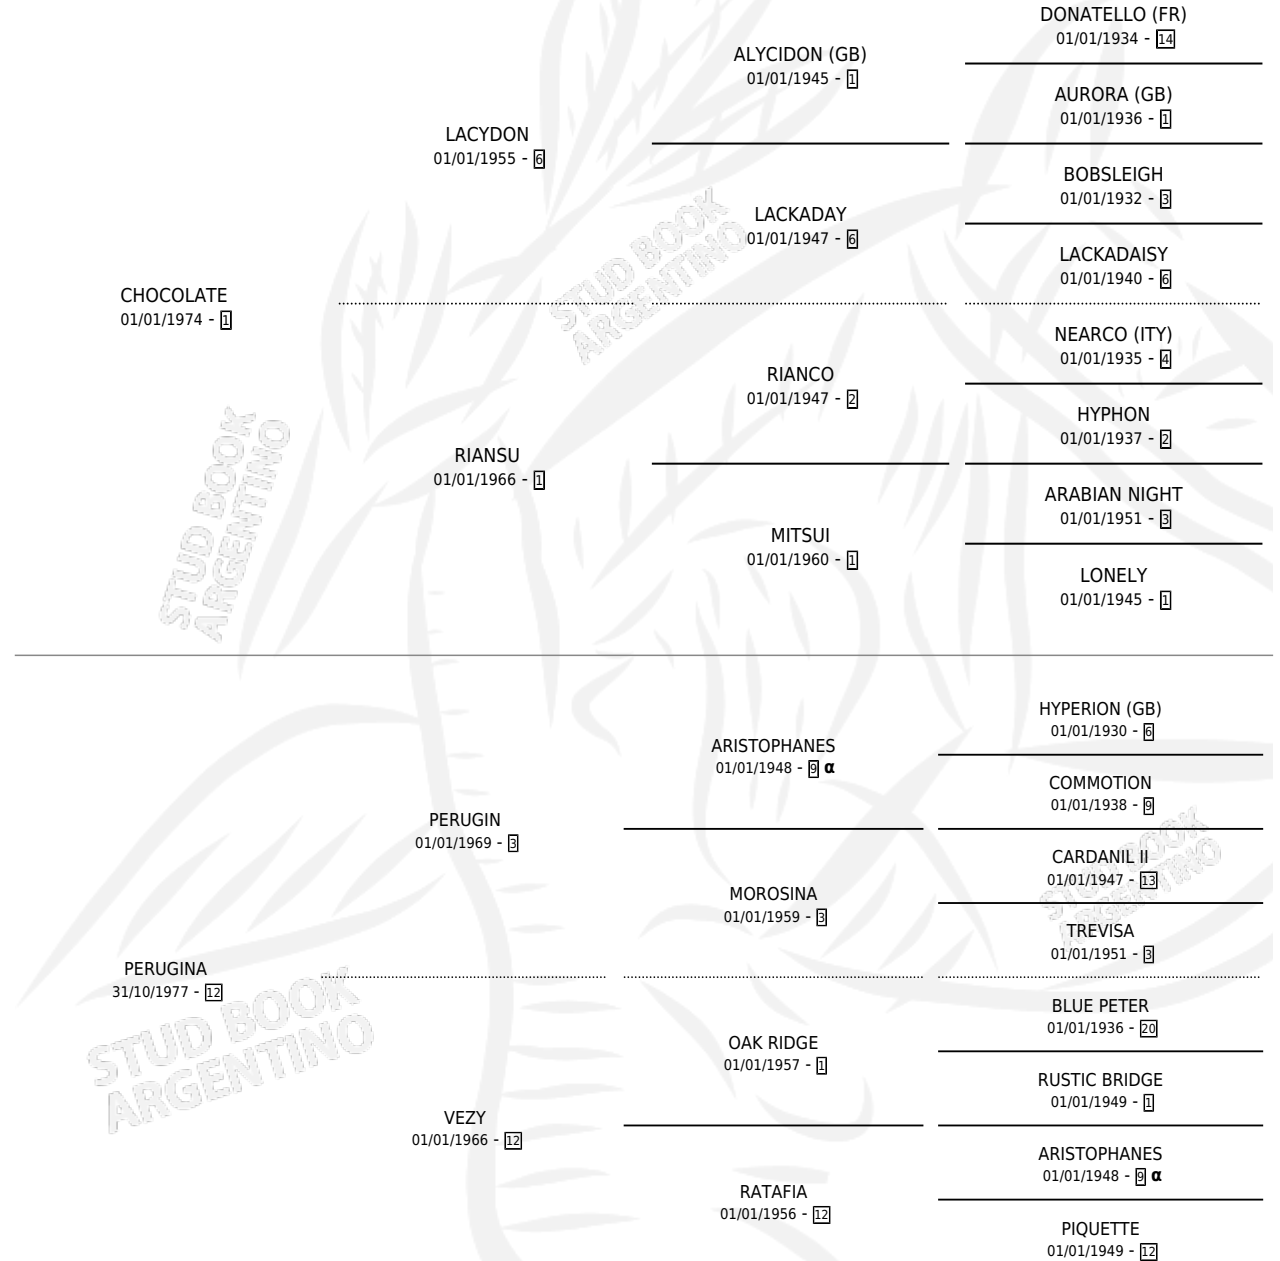 DONATELLO (FR)
01/01/1934 - 14
ALYCIDON (GB)
01/01/1945 - 1
AURORA (GB)
01/01/1936 - 1
LACYDON
01/01/1955 - 6
BOBSLEIGH
01/01/1932 - 3
LACKADAY
01/01/1947 - 6
LACKADAISY
01/01/1940 - 6
STUD BOOK
ARGENTINO
CHOCOLATE
01/01/1974 - 1
NEARCO (ITY)
01/01/1935 - 4
RIANCO
01/01/1947 - 2
HYPHON
01/01/1937 - 2
RIANSU
01/01/1966 - 1
ARABIAN NIGHT
01/01/1951 - 3
MITSUI
01/01/1960 - 1
LONELY
01/01/1945 - 1
STUD BOOK
ARGENTINO
HYPERION (GB)
01/01/1930 - 6
ARISTOPHANES
01/01/1948 - 9 α
COMMOTION
01/01/1938 - 9
PERUGIN
01/01/1969 - 3
CARDANIL II
01/01/1947 - 13
MOROSINA
01/01/1959 - 3
TREVISA
01/01/1951 - 3
STUD BOOK
ARGENTINO
PERUGINA
31/10/1977 - 12
BLUE PETER
01/01/1936 - 20
OAK RIDGE
01/01/1957 - 1
RUSTIC BRIDGE
01/01/1949 - 1
STUD BOOK
ARGENTINO
VEZY
01/01/1966 - 12
ARISTOPHANES
01/01/1948 - 9 α
RATAFIA
01/01/1956 - 12
PIQUETTE
01/01/1949 - 12